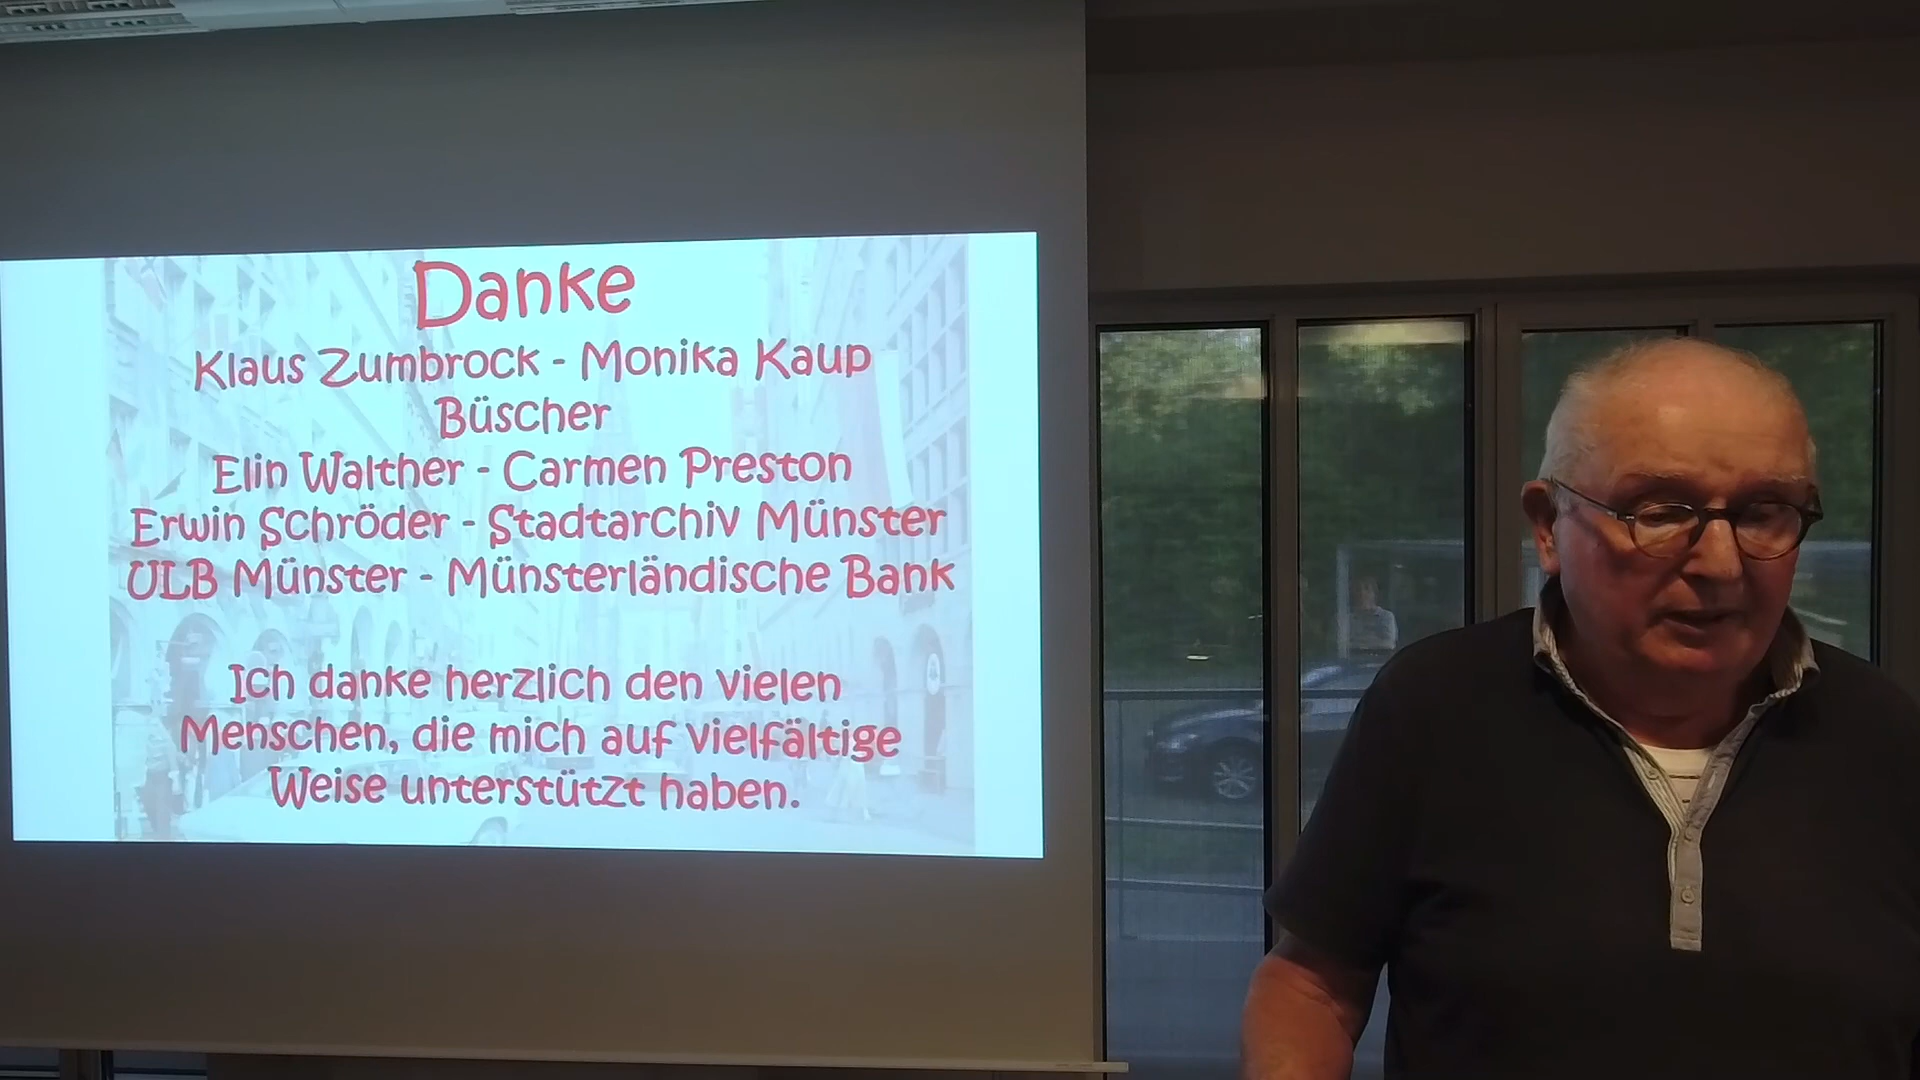 Danke
Klaus Zumbrock - Monika Kaup
Büscher
Elin Walther - Carmen Preston
Erwin Schröder - Stadtarchiv Münster
ULB Münster - Münsterländische Bank
Ich danke herzlich den vielen
Menschen, die mich auf vielfältige
Weise unterstützt haben.